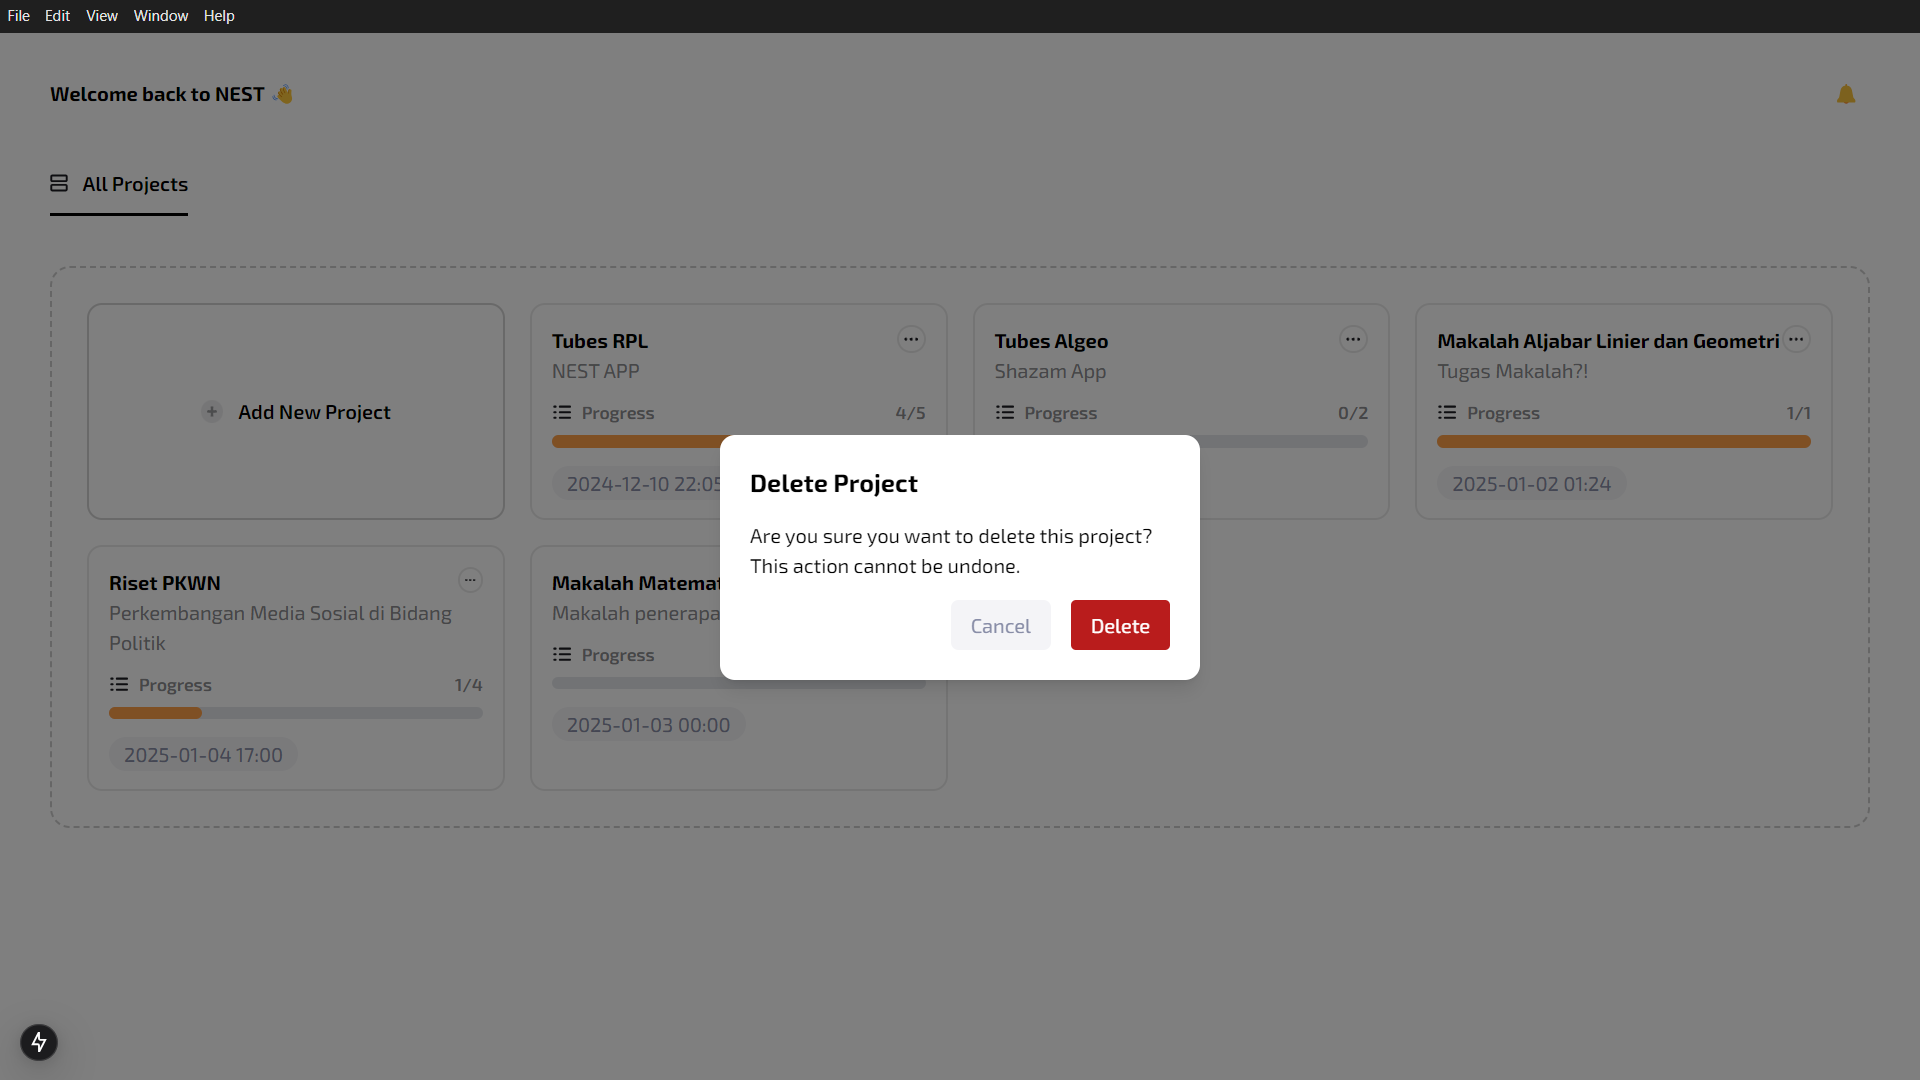 File Edit View Window Help
Welcome back to NEST 👋
All Projects
Add New Project
Tubes RPL
NEST APP
Progress 4/5
2024-12-10 22:05
Tubes Algeo
Shazam App
Progress 0/2
Makalah Aljabar Linier dan Geometri
Tugas Makalah?!
Progress 1/1
2025-01-02 01:24
Riset PKWN
Perkembangan Media Sosial di Bidang
Politik
Progress 1/4
2025-01-04 17:00
Makalah
Makalah
Progress
2025-01-03 00:00
Delete Project
Are you sure you want to delete this project?
This action cannot be undone.
Cancel
Delete